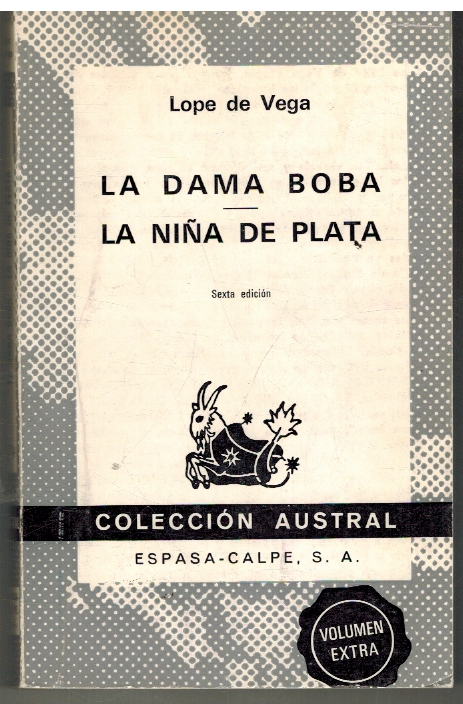 Lope de Vega
LA DAMA BOBA
LA NIÑA DE PLATA
Sexta edición
COLECCIÓN AUSTRAL
ESPASA-CALPE, S. A.
VOLUMEN
EXTRA